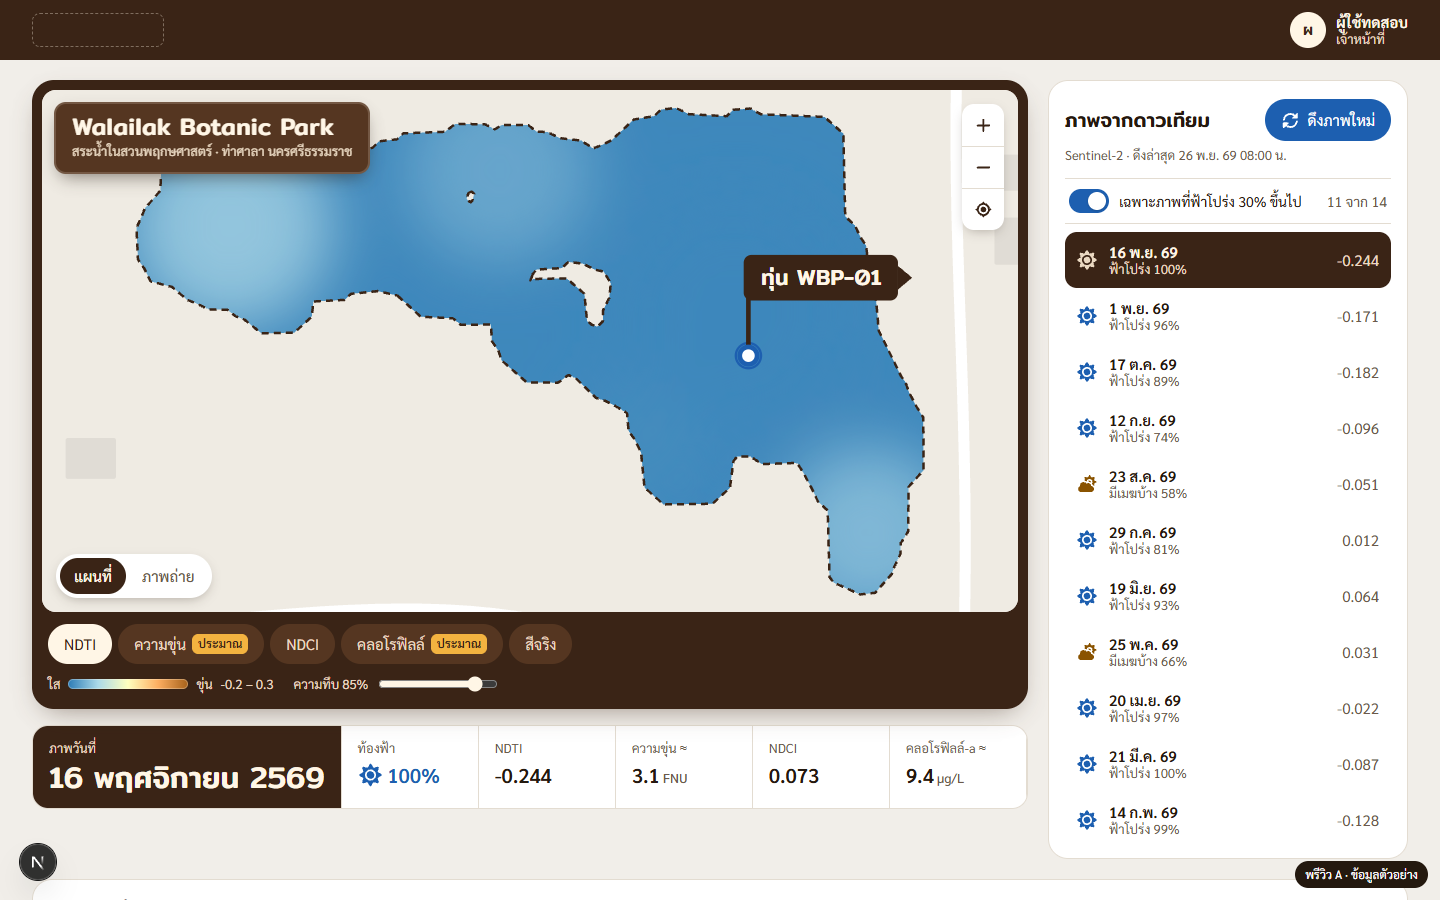 ผ
ผู้ใช้ทดสอบ
เจ้าหน้าที่
Walailak Botanic Park
สระน้ำในสวนพฤกษศาสตร์ · ท่าศาลา นครศรีธรรมราช
+
−
ทุ่น WBP-01
แผนที่
ภาพถ่าย
NDTI
ความขุ่น ประมาณ
NDCI
คลอโรฟิลล์ ประมาณ
สีจริง
ใส
ขุ่น -0.2 – 0.3
ความทึบ 85%
ภาพวันที่
16 พฤศจิกายน 2569
ท้องฟ้า
100%
NDTI
-0.244
ความขุ่น ≈
3.1 FNU
NDCI
0.073
คลอโรฟิลล์-a ≈
9.4 µg/L
ภาพจากดาวเทียม
ดึงภาพใหม่
Sentinel-2 · ดึงล่าสุด 26 พ.ย. 69 08:00 น.
เฉพาะภาพที่ฟ้าโปร่ง 30% ขึ้นไป
11 จาก 14
16 พ.ย. 69
ฟ้าโปร่ง 100%
-0.244
1 พ.ย. 69
ฟ้าโปร่ง 96%
-0.171
17 ต.ค. 69
ฟ้าโปร่ง 89%
-0.182
12 ก.ย. 69
ฟ้าโปร่ง 74%
-0.096
23 ส.ค. 69
มีเมฆบ้าง 58%
-0.051
29 ก.ค. 69
ฟ้าโปร่ง 81%
0.012
19 มิ.ย. 69
ฟ้าโปร่ง 93%
0.064
25 พ.ค. 69
มีเมฆบ้าง 66%
0.031
20 เม.ย. 69
ฟ้าโปร่ง 97%
-0.022
21 มี.ค. 69
ฟ้าโปร่ง 100%
-0.087
14 ก.พ. 69
ฟ้าโปร่ง 99%
-0.128
N
พรีวิว A · ข้อมูลตัวอย่าง